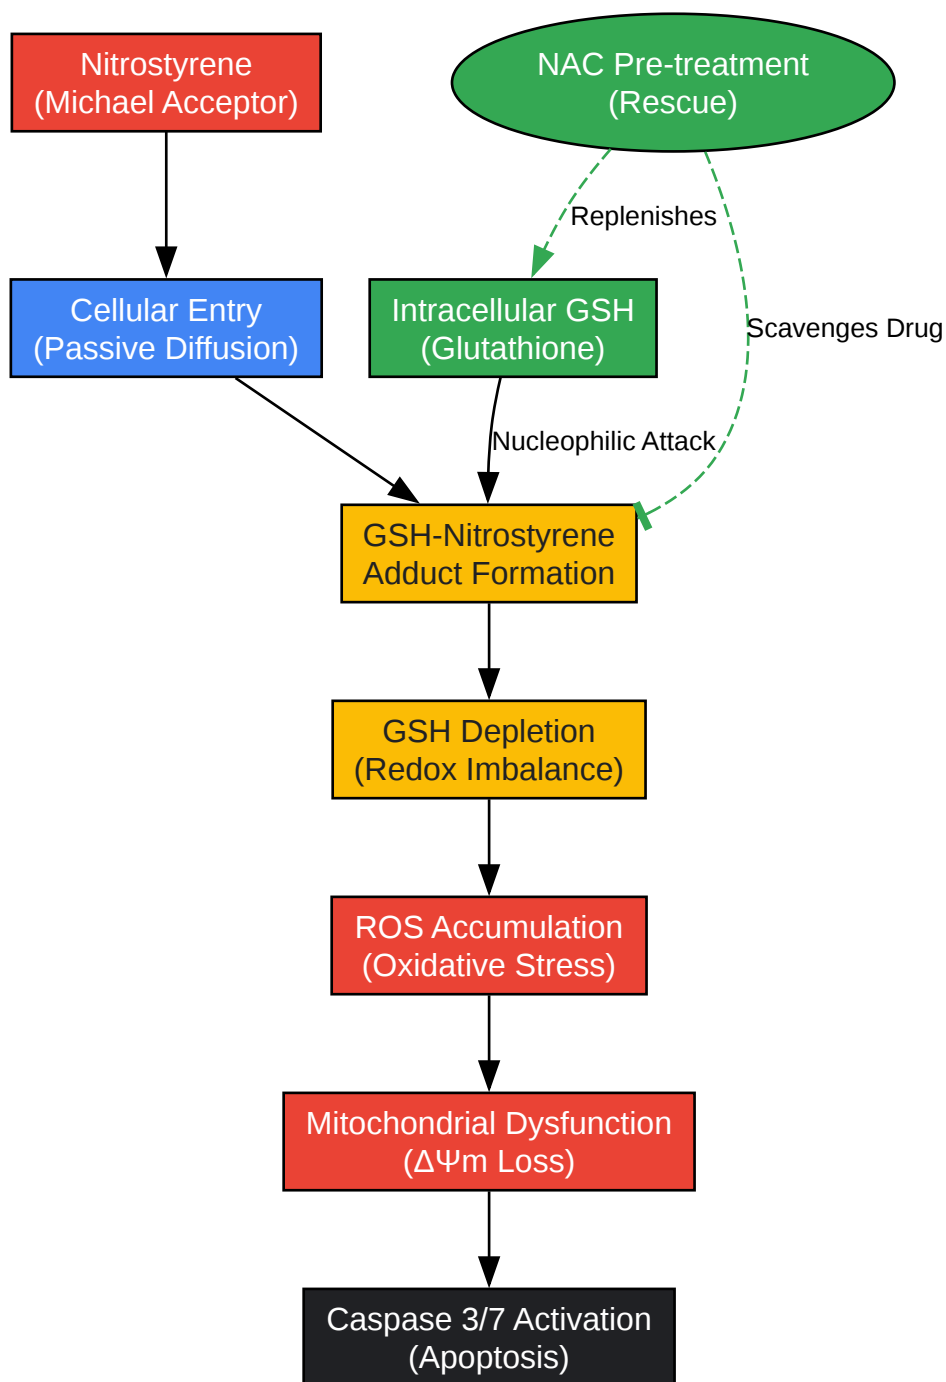 Nitrostyrene
(Michael Acceptor)
NAC Pre-treatment
(Rescue)
Replenishes
Cellular Entry
(Passive Diffusion)
Intracellular GSH
(Glutathione)
Scavenges Drug
Nucleophilic Attack
GSH-Nitrostyrene
Adduct Formation
GSH Depletion
(Redox Imbalance)
ROS Accumulation
(Oxidative Stress)
Mitochondrial Dysfunction
(ΔΨm Loss)
Caspase 3/7 Activation
(Apoptosis)